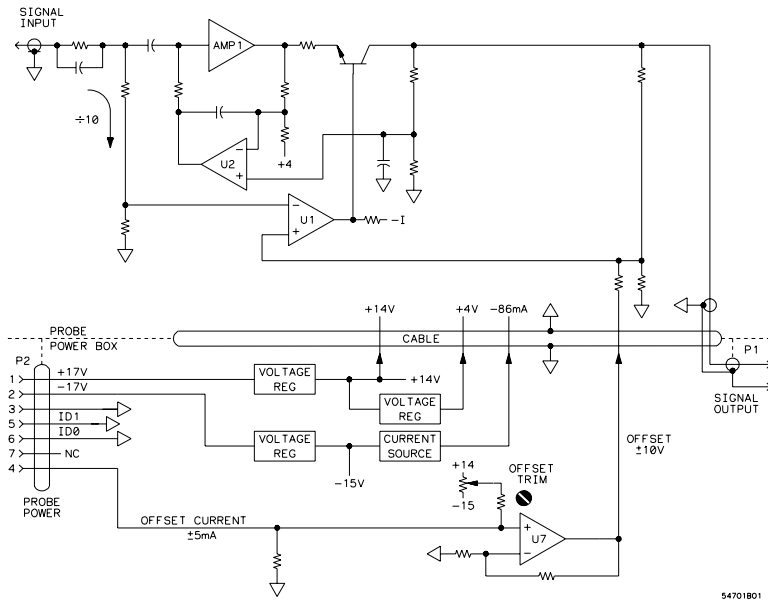 SIGNAL
INPUT
AMP1
÷10
U2
-
+
+4
-
+
U1
-I
+14V
+4V
-86mA
PROBE
POWER BOX
CABLE
P2
P1
1
+17V
VOLTAGE
REG
+14V
2
-17V
VOLTAGE
REG
3
5
ID1
6
ID0
VOLTAGE
REG
CURRENT
SOURCE
7
NC
4
-15V
SIGNAL
OUTPUT
OFFSET
±10V
+14
-15
OFFSET
TRIM
PROBE
POWER
OFFSET CURRENT
±5mA
+
-
U7
54701B01